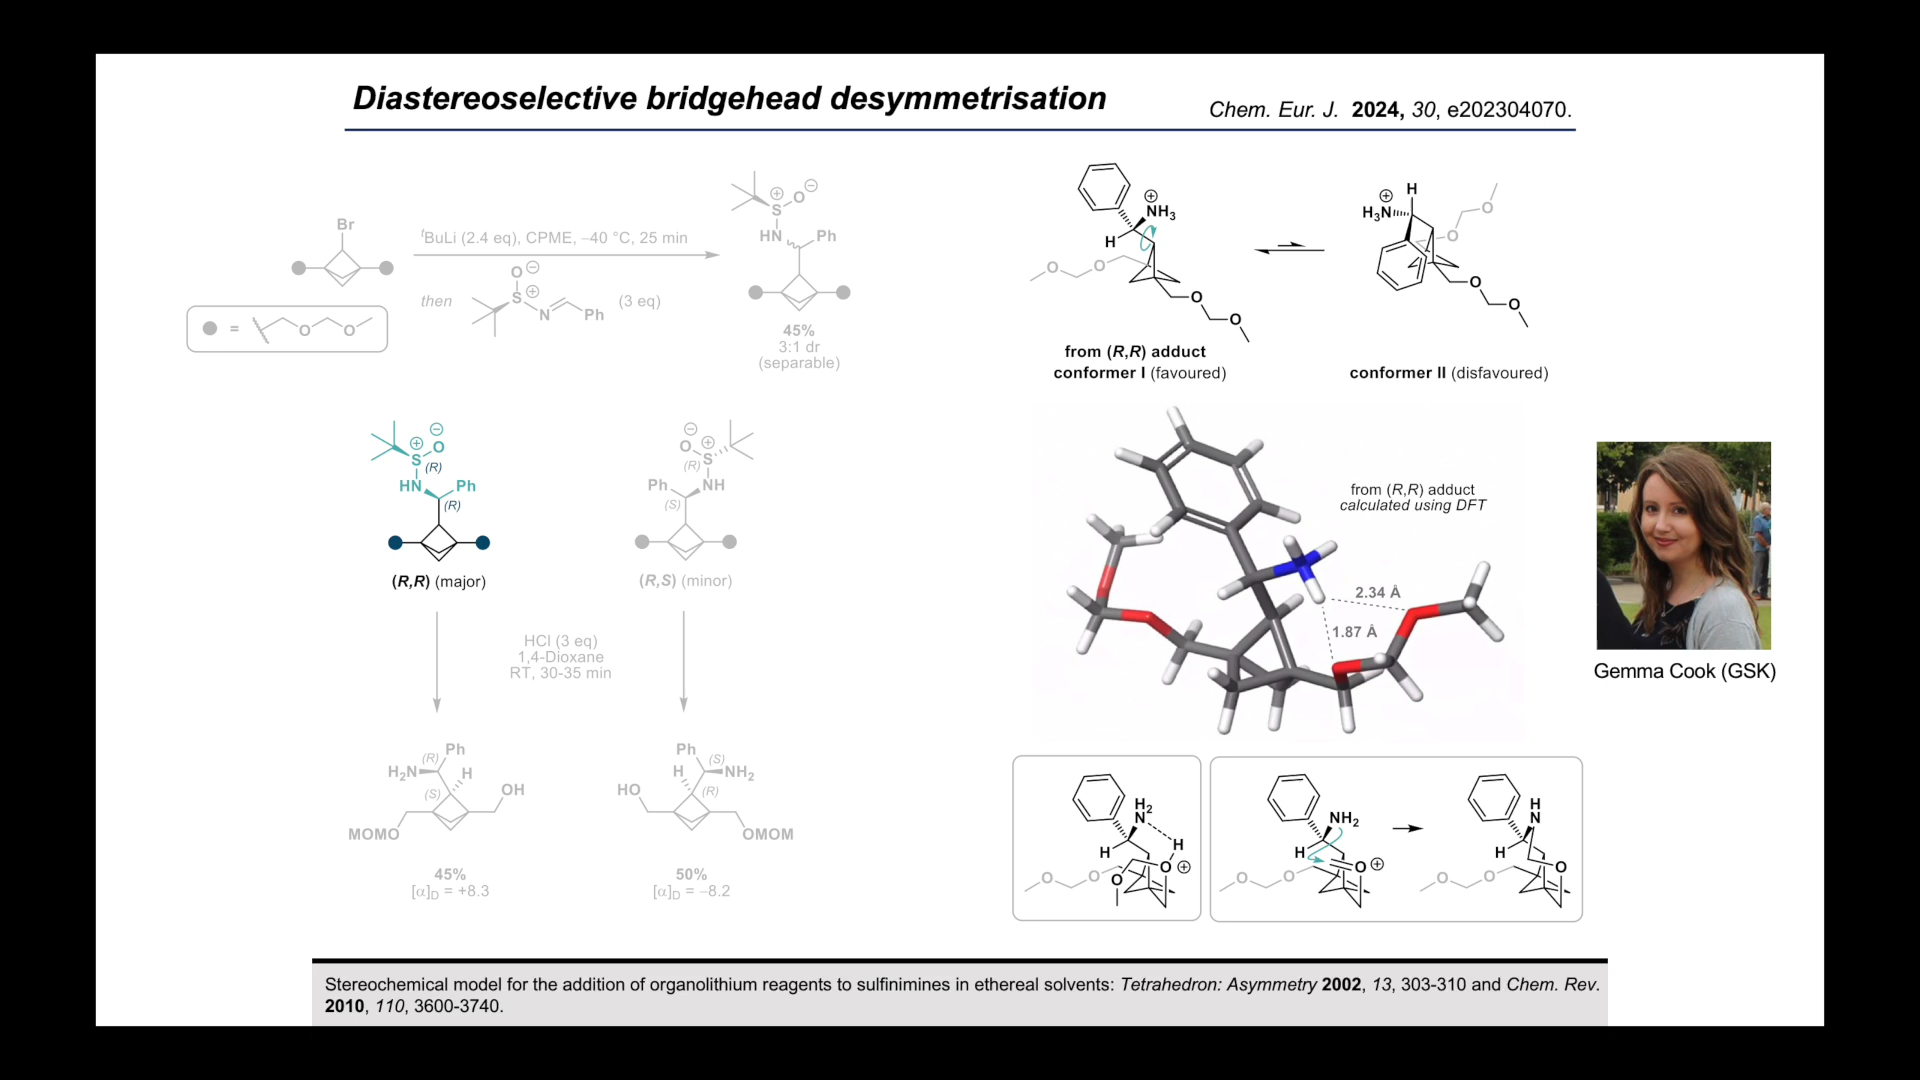 Diastereoselective bridgehead desymmetrisation
Chem. Eur. J. 2024, 30, e202304070.
Br
ᵗBuLi (2.4 eq), CPME, –40 °C, 25 min
then
O⊖
S⊕
N
Ph
(3 eq)
= O O
⊕ ⊖
S O
HN Ph
45%
3:1 dr
(separable)
⊖
⊕ O
S (R)
HN Ph
(R)
(R,R) (major)
⊖
O ⊕
(R) S
Ph NH
(S)
(R,S) (minor)
HCl (3 eq)
1,4-Dioxane
RT, 30-35 min
Ph
(R)
H₂N H
(S) OH
MOMO
45%
[α]D = +8.3
Ph
(S)
H NH₂
HO (R)
OMOM
50%
[α]D = –8.2
⊕
NH₃
H
O O
O
O
from (R,R) adduct
conformer I (favoured)
H
⊕
H₃N O
O
O
O
conformer II (disfavoured)
from (R,R) adduct
calculated using DFT
2.34 Å
1.87 Å
Gemma Cook (GSK)
H₂
N
H H
O O O ⊕
O
NH₂
H
O O O ⊕
H
N
H
O O O
Stereochemical model for the addition of organolithium reagents to sulfinimines in ethereal solvents: Tetrahedron: Asymmetry 2002, 13, 303-310 and Chem. Rev.
2010, 110, 3600-3740.